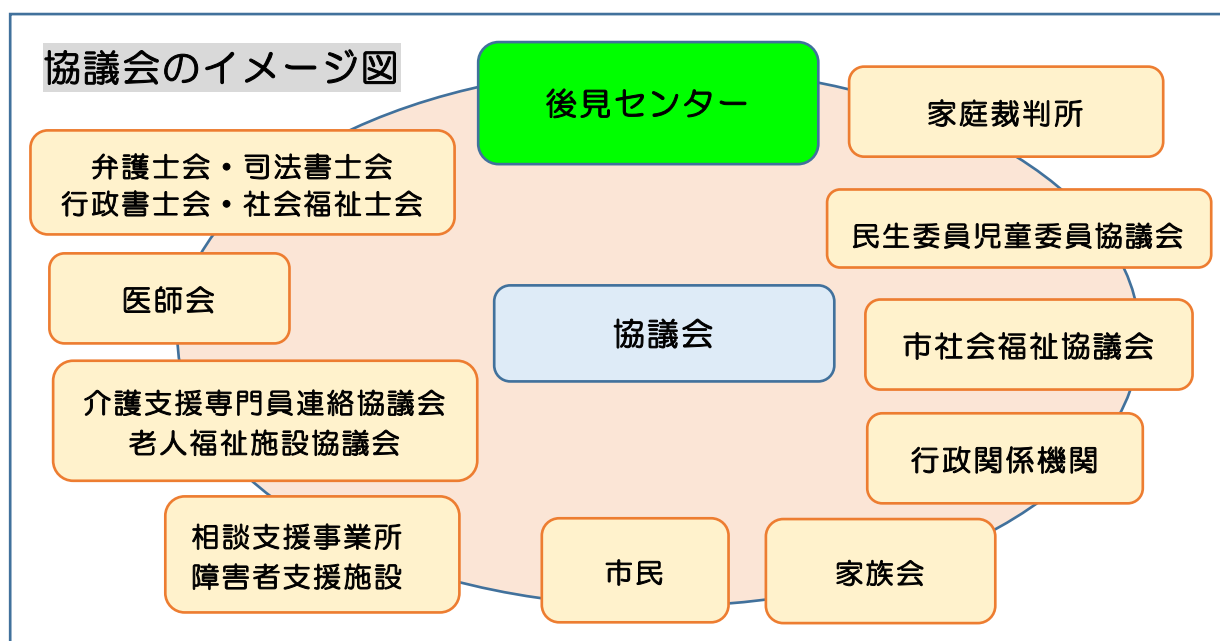 協議会のイメージ図
後見センター
家庭裁判所
弁護士会・司法書士会
行政書士会・社会福祉士会
民生委員児童委員協議会
医師会
協議会
市社会福祉協議会
介護支援専門員連絡協議会
老人福祉施設協議会
行政関係機関
相談支援事業所
障害者支援施設
市民
家族会